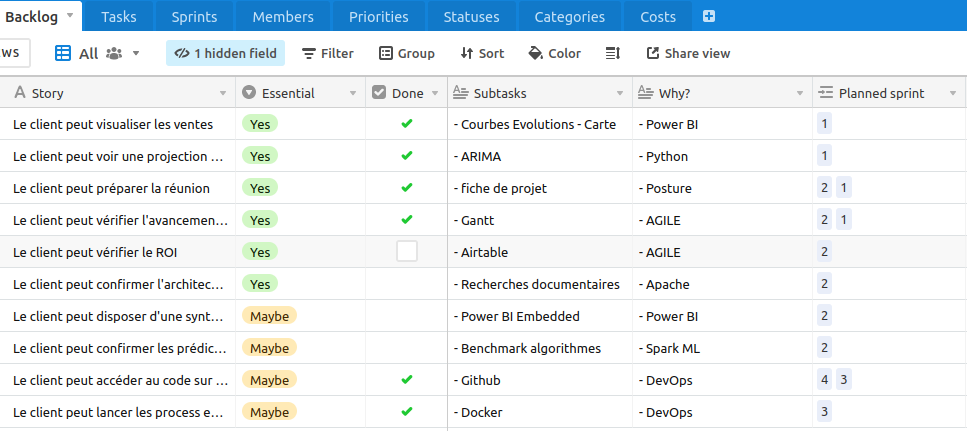 Backlog Tasks Sprints Members Priorities Statuses Categories Costs
WS All 1 hidden field Filter Group Sort Color Share view
Story Essential Done Subtasks Why? Planned sprint
Le client peut visualiser les ventes Yes - Courbes Evolutions - Carte - Power BI 1
Le client peut voir une projection ... Yes - ARIMA - Python 1
Le client peut préparer la réunion Yes - fiche de projet - Posture 2 1
Le client peut vérifier l'avancemen... Yes - Gantt - AGILE 2 1
Le client peut vérifier le ROI Yes - Airtable - AGILE 2
Le client peut confirmer l'architec... Yes - Recherches documentaires - Apache 2
Le client peut disposer d'une synt... Maybe - Power BI Embedded - Power BI 2
Le client peut confirmer les prédic... Maybe - Benchmark algorithmes - Spark ML 2
Le client peut accéder au code sur ... Maybe - Github - DevOps 4 3
Le client peut lancer les process e... Maybe - Docker - DevOps 3